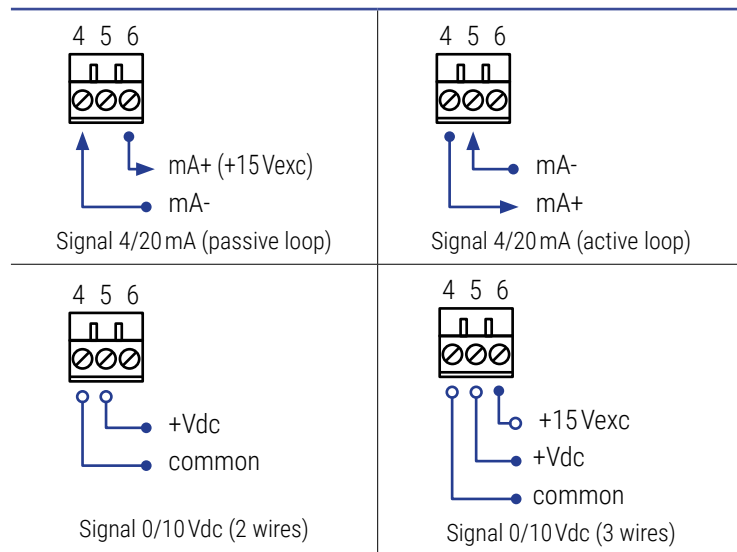 4 5 6
mA+ (+15 Vexc)
mA-
Signal 4/20 mA (passive loop)
4 5 6
mA-
mA+
Signal 4/20 mA (active loop)
4 5 6
+Vdc
common
Signal 0/10 Vdc (2 wires)
4 5 6
+15 Vexc
+Vdc
common
Signal 0/10 Vdc (3 wires)